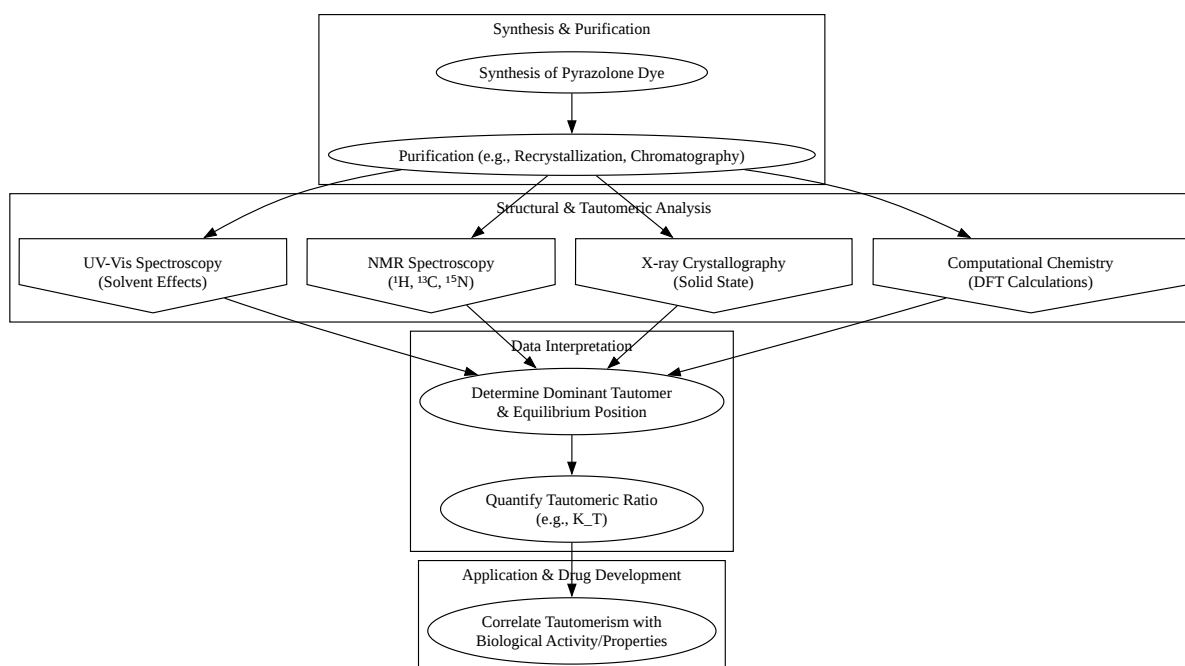 Synthesis & Purification
Synthesis of Pyrazolone Dye
Purification (e.g., Recrystallization, Chromatography)
Structural & Tautomeric Analysis
UV-Vis Spectroscopy
(Solvent Effects)
NMR Spectroscopy
(¹H, ¹³C, ¹⁵N)
X-ray Crystallography
(Solid State)
Computational Chemistry
(DFT Calculations)
Data Interpretation
Determine Dominant Tautomer
& Equilibrium Position
Quantify Tautomeric Ratio
(e.g., K_T)
Application & Drug Development
Correlate Tautomerism with
Biological Activity/Properties